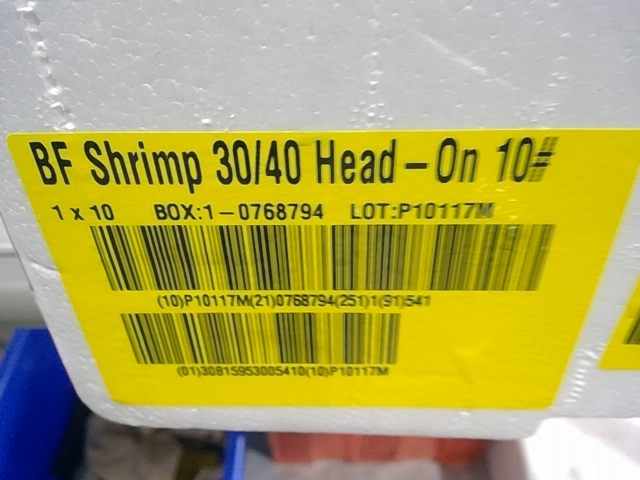 BF Shrimp 30/40 Head-On 10#
1 x 10 BOX:1-0768794 LOT:P10117M
(10)P10117M(21)0768794(251)1(91)541
(01)30815953005410(10)P10117M